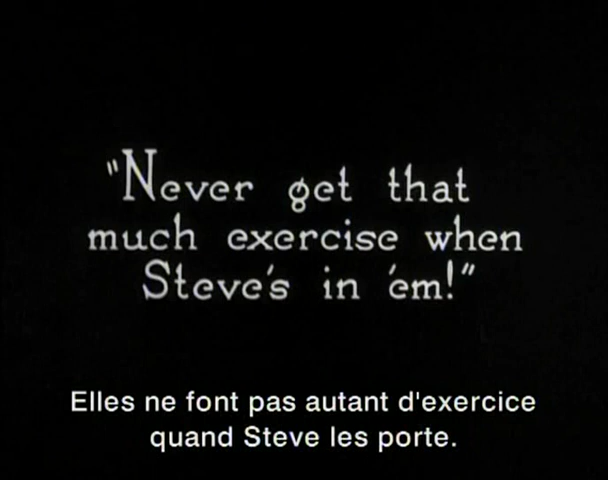 "Never get that
much exercise when
Steve's in 'em!"
Elles ne font pas autant d'exercice
quand Steve les porte.